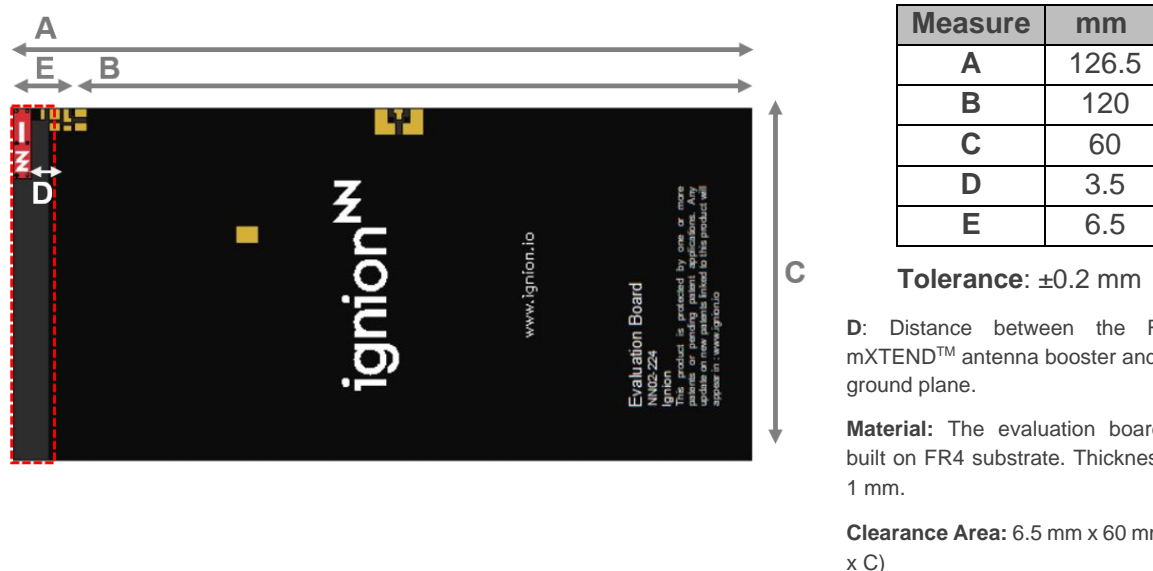 A
E B
D
C
ignion
www.ignion.io
Evaluation Board
NN02-224
Ignion
This product is protected by one or more
patents or pending patent applications. Any
update on new patents linked to this product will
appear in : www.ignion.io
Measure mm
A 126.5
B 120
C 60
D 3.5
E 6.5
Tolerance: ±0.2 mm
D: Distance between the
mXTEND™ antenna booster and
ground plane.
Material: The evaluation board
built on FR4 substrate. Thickness
1 mm.
Clearance Area: 6.5 mm x 60 mm
x C)